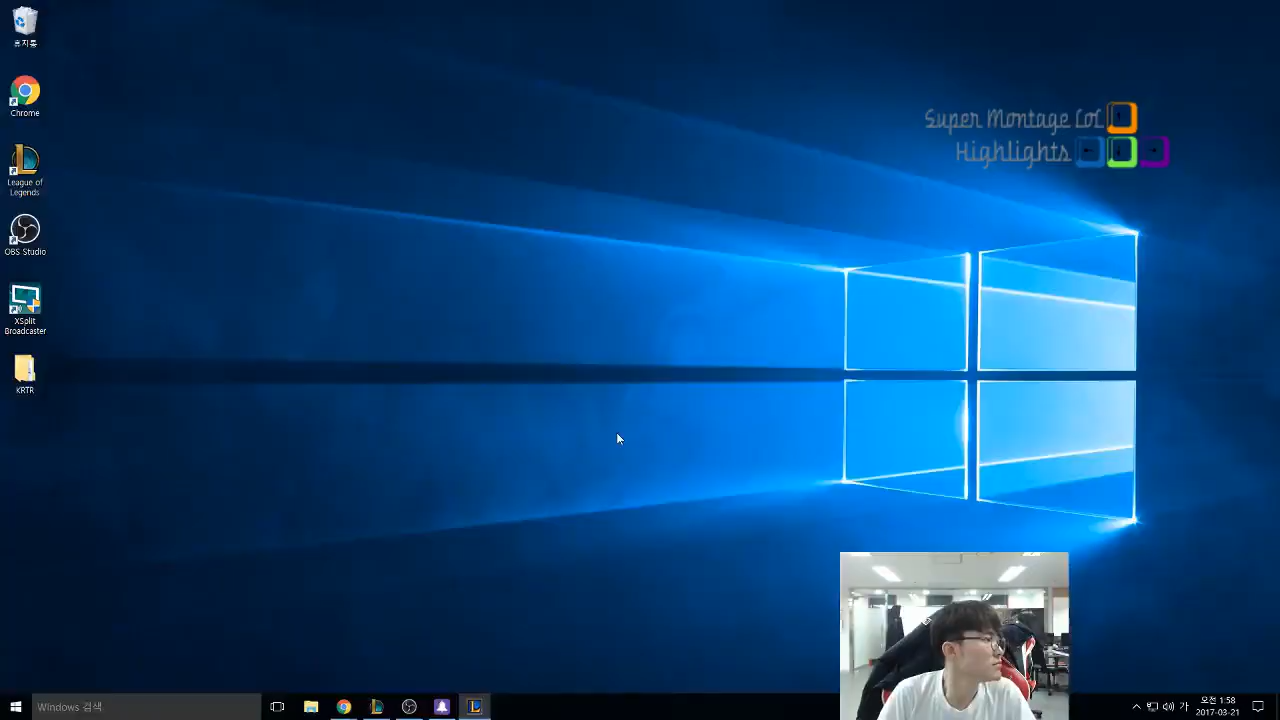 휴지통
Chrome
League of
Legends
OBS Studio
XSplit
Broadcaster
KRTR
Super Montage LoL
Highlights
Windows 검색
가
오전 1:58
2017-03-21